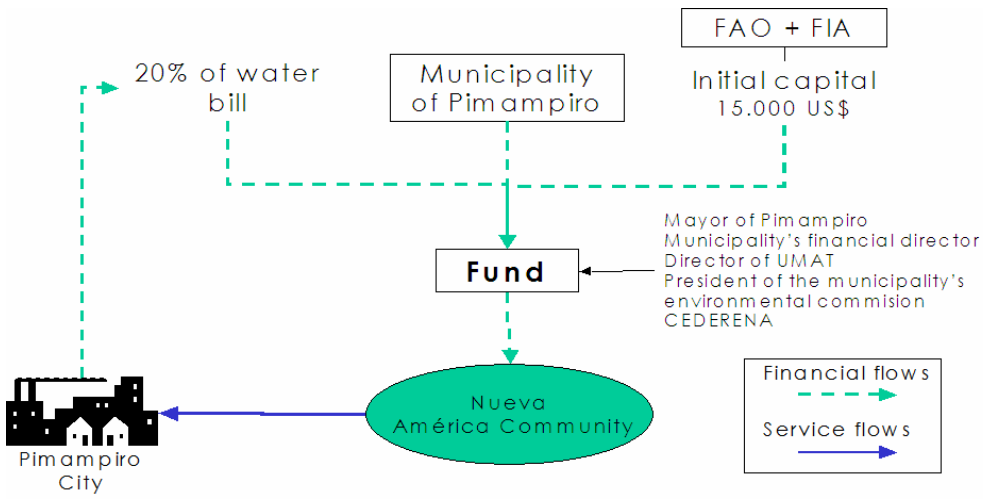 FAO + FIA
20% of water
bill
Municipality
of Pimampiro
Initial capital
15.000 US$
Mayor of Pimampiro
Municipality's financial director
Director of UMAT
President of the municipality's
environmental commision
CEDERENA
Fund
Nueva
América Community
Pimampiro
City
Financial flows
Service flows